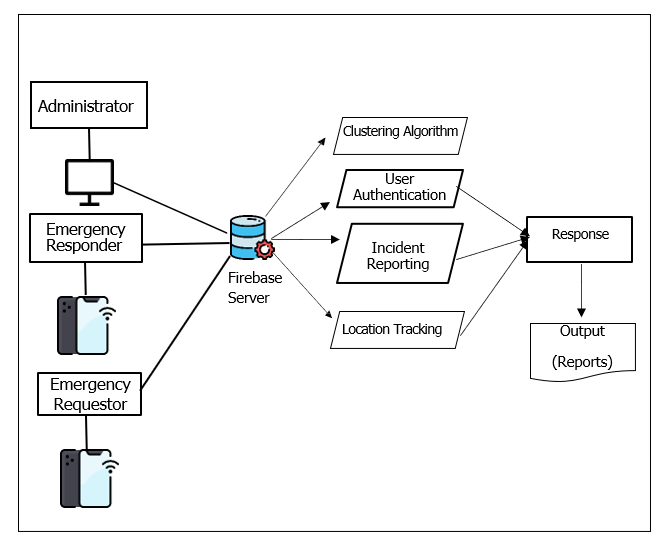 Administrator
Emergency
Responder
Emergency
Requestor
Firebase
Server
Clustering Algorithm
User
Authentication
Incident
Reporting
Location Tracking
Response
Output
(Reports)